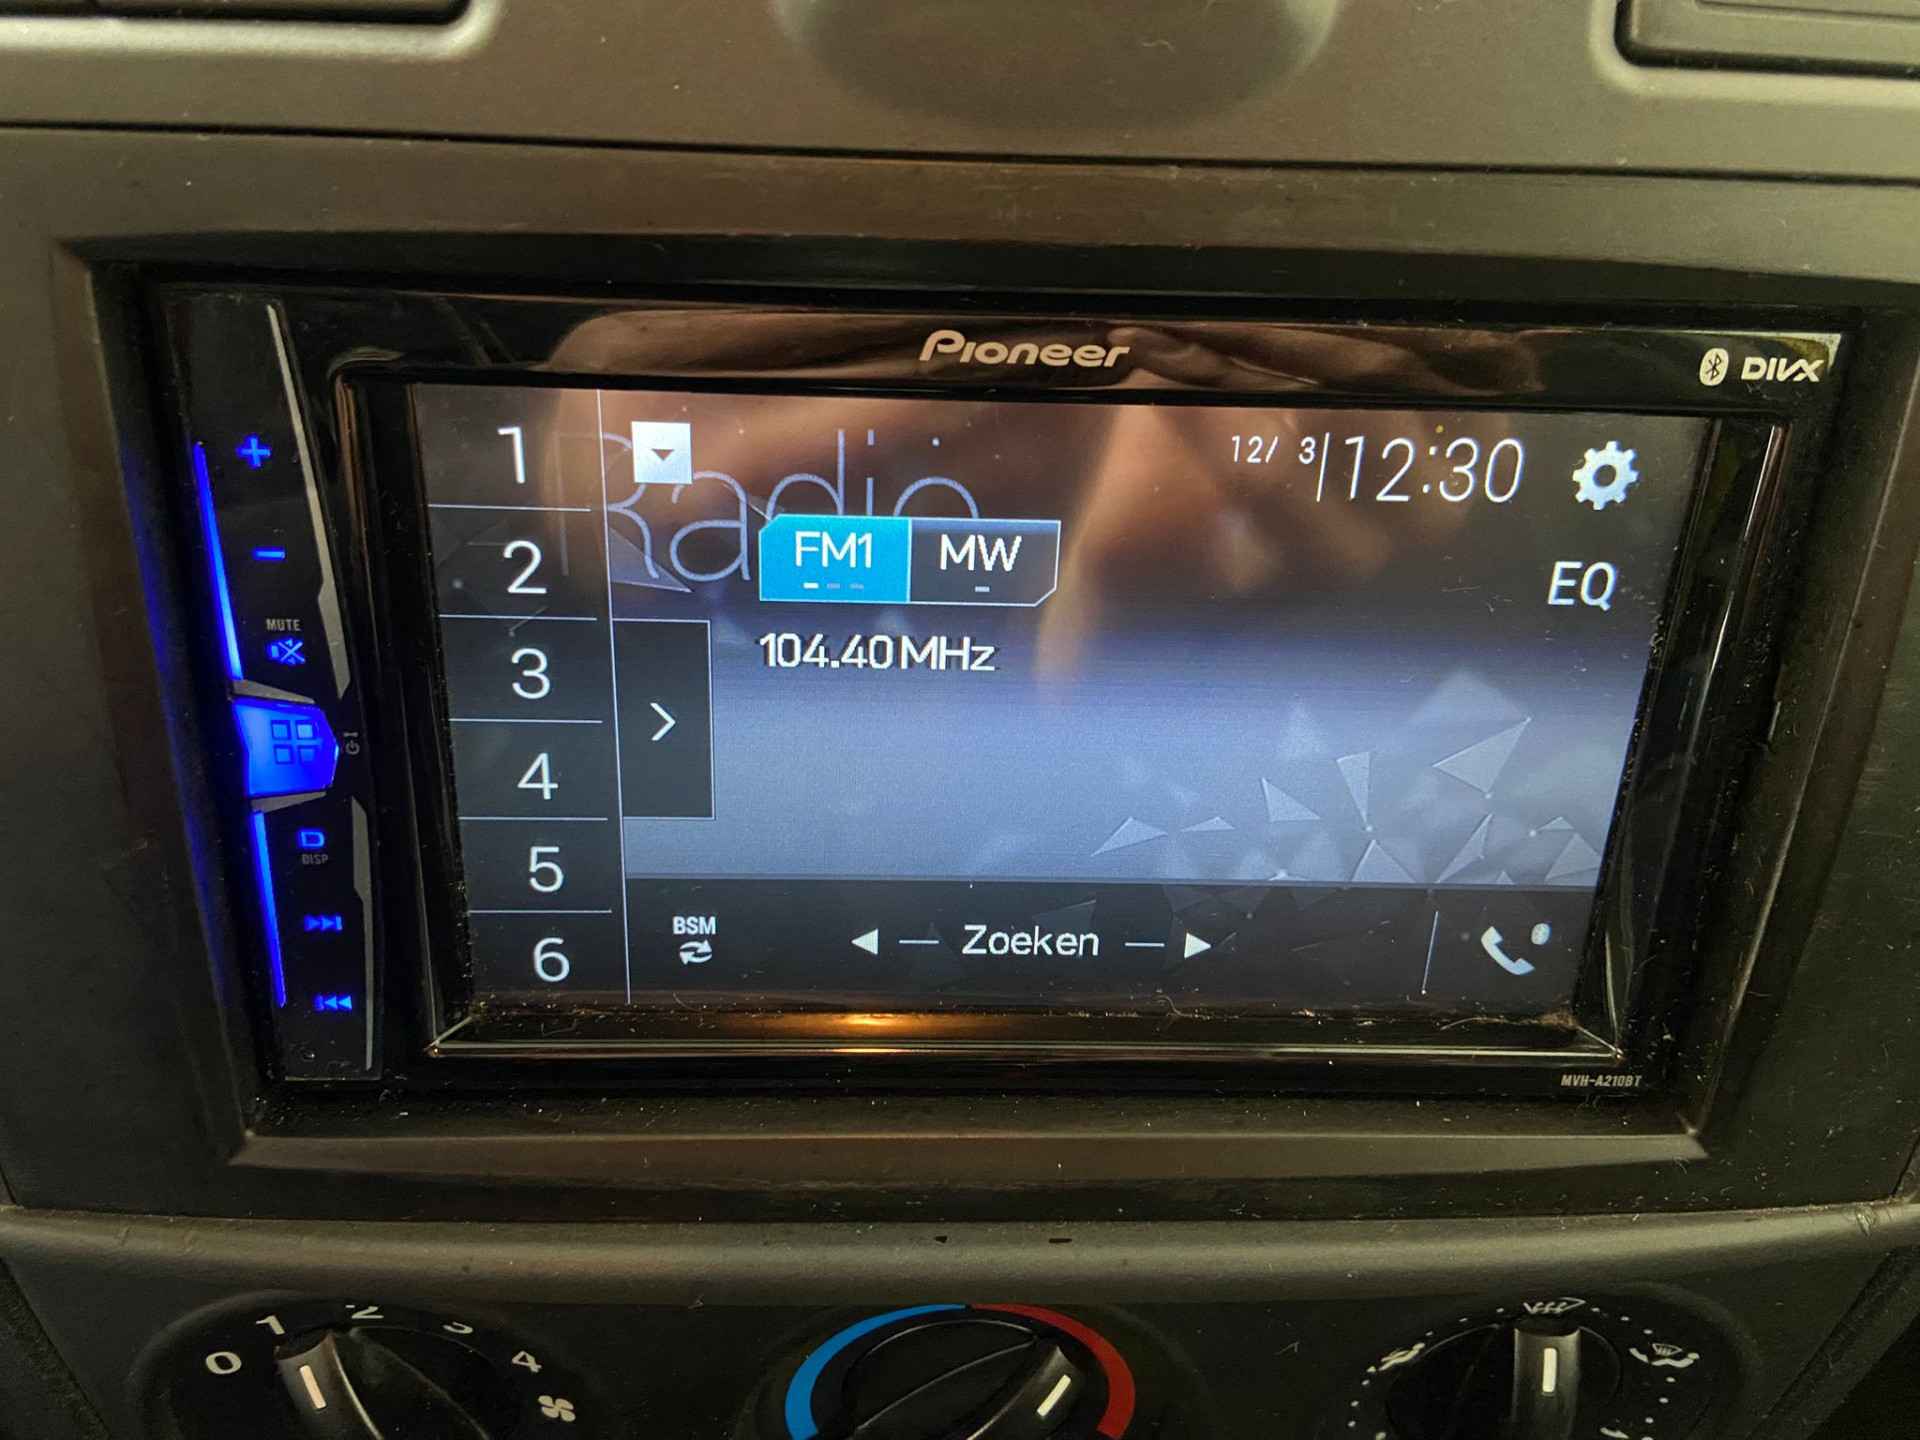 Pioneer
DIVX
Radio
12/ 3 12:30
FM1 MW
EQ
104.40MHz
1
2
3
4
5
6
MUTE
D
DISP
BSM
Zoeken
MVH-A210BT
0 1 2 3 4